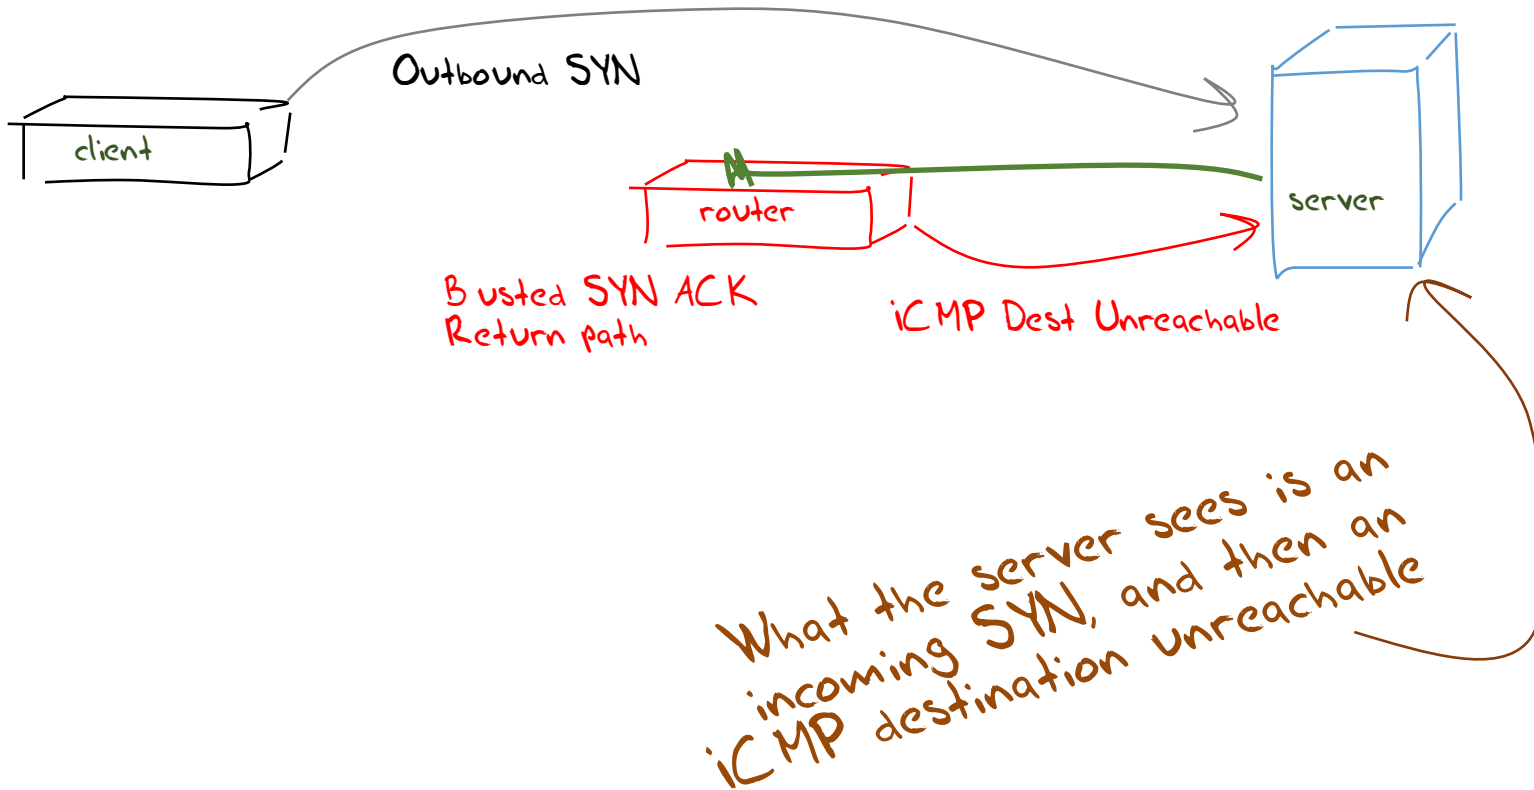 Outbound SYN
client
router
server
Busted SYN ACK
Return path
iCMP Dest Unreachable
What the server sees is an
incoming SYN, and then an
iCMP destination unreachable